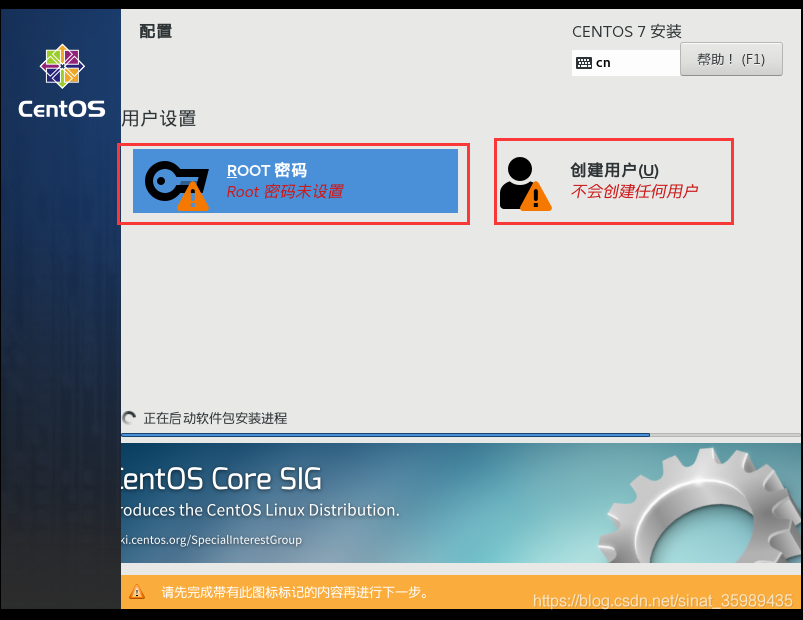 配置
CENTOS 7 安装
cn
帮助！ (F1)
CentOS
用户设置
ROOT 密码
Root 密码未设置
创建用户(U)
不会创建任何用户
正在启动软件包安装进程
CentOS Core SIG
roduces the CentOS Linux Distribution.
ki.centos.org/SpecialInterestGroup
请先完成带有此图标标记的内容再进行下一步。
https://blog.csdn.net/sinat_35989435